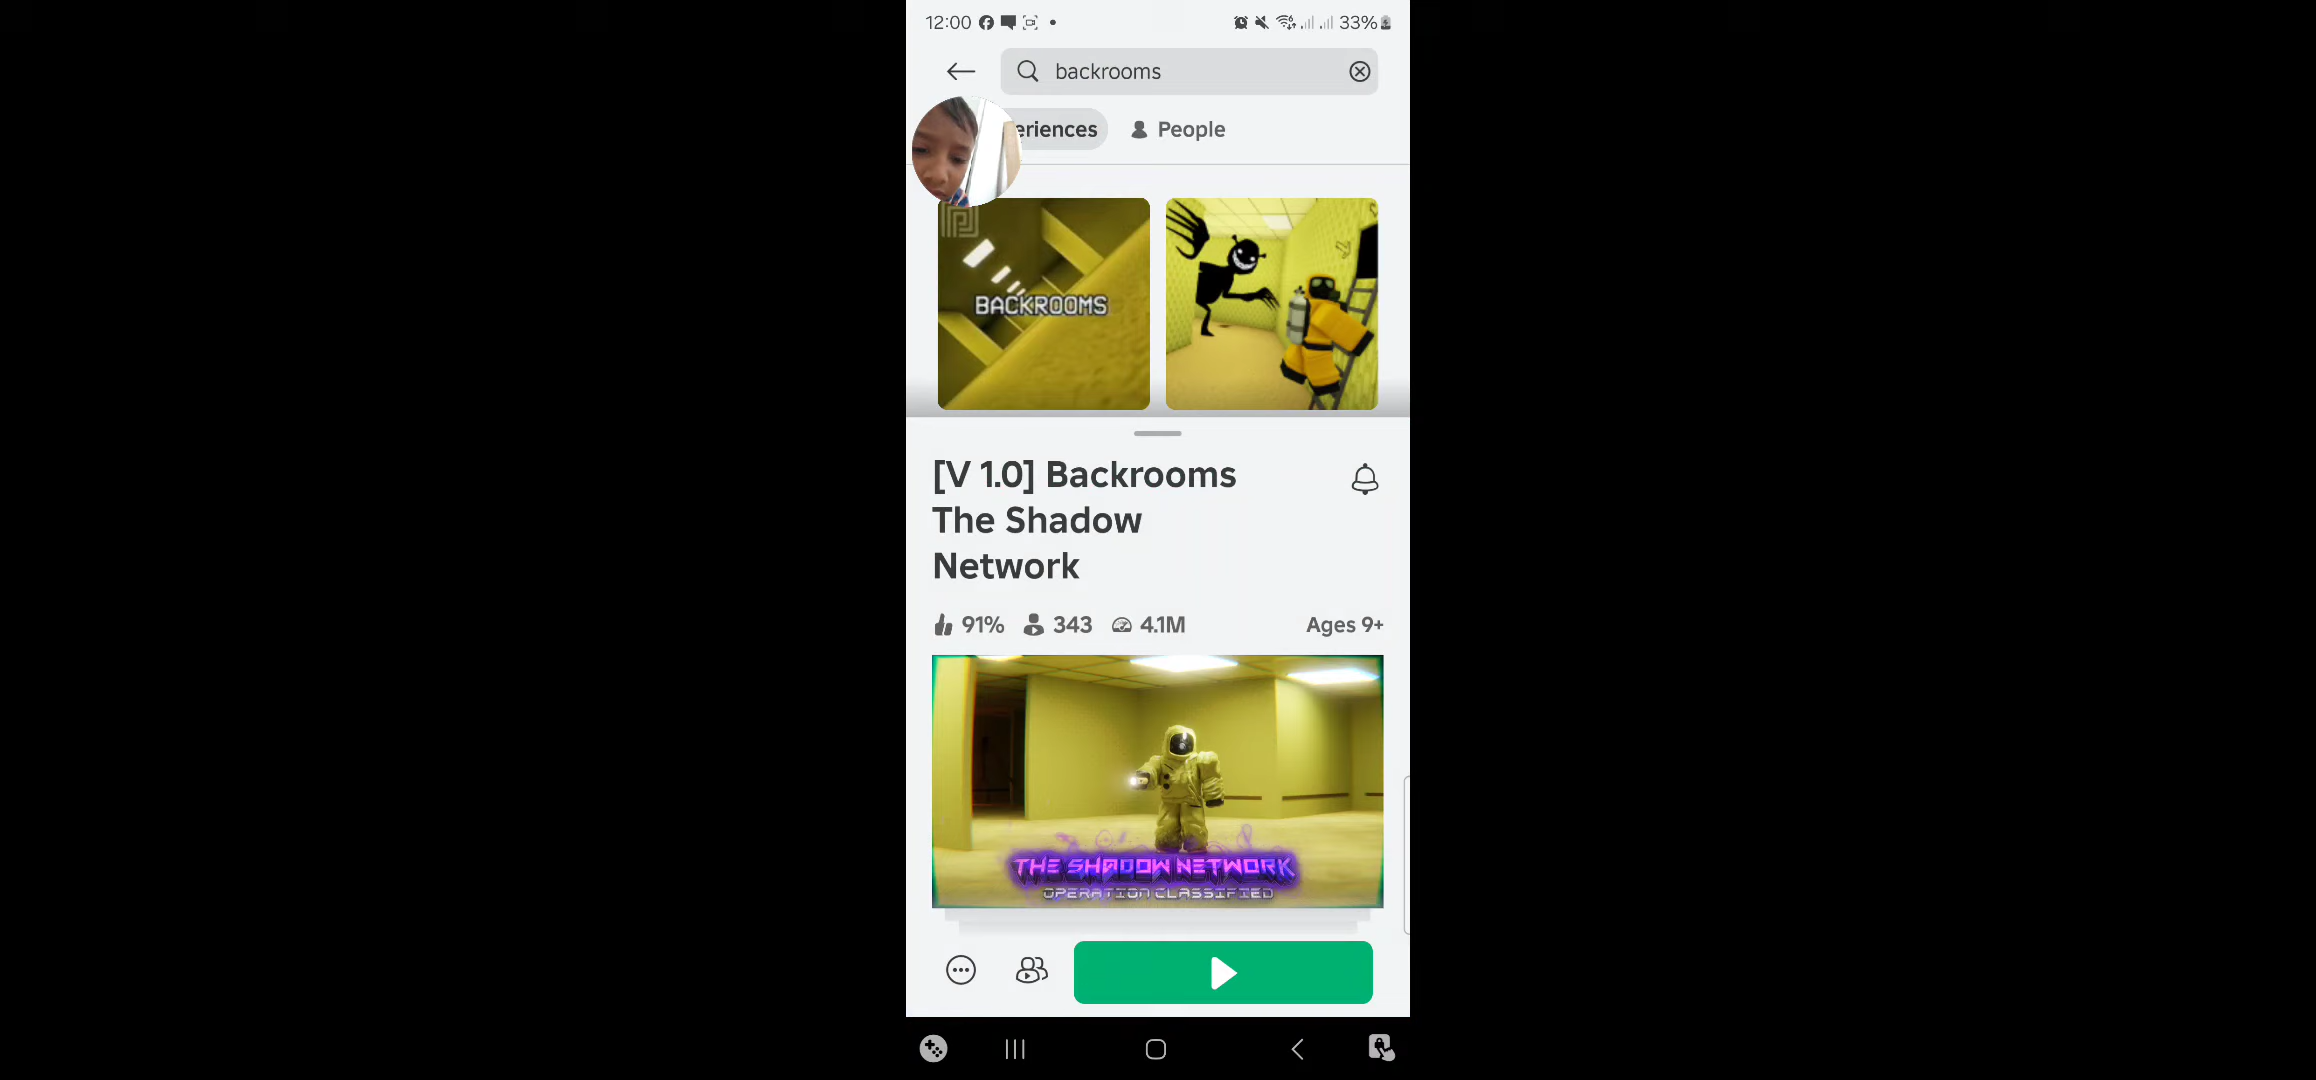 12:00
33%
backrooms
eriences
People
BACKROOMS
[V 1.0] Backrooms
The Shadow
Network
91%
343
4.1M
Ages 9+
THE SHADOW NETWORK
OPERATION CLASSIFIED